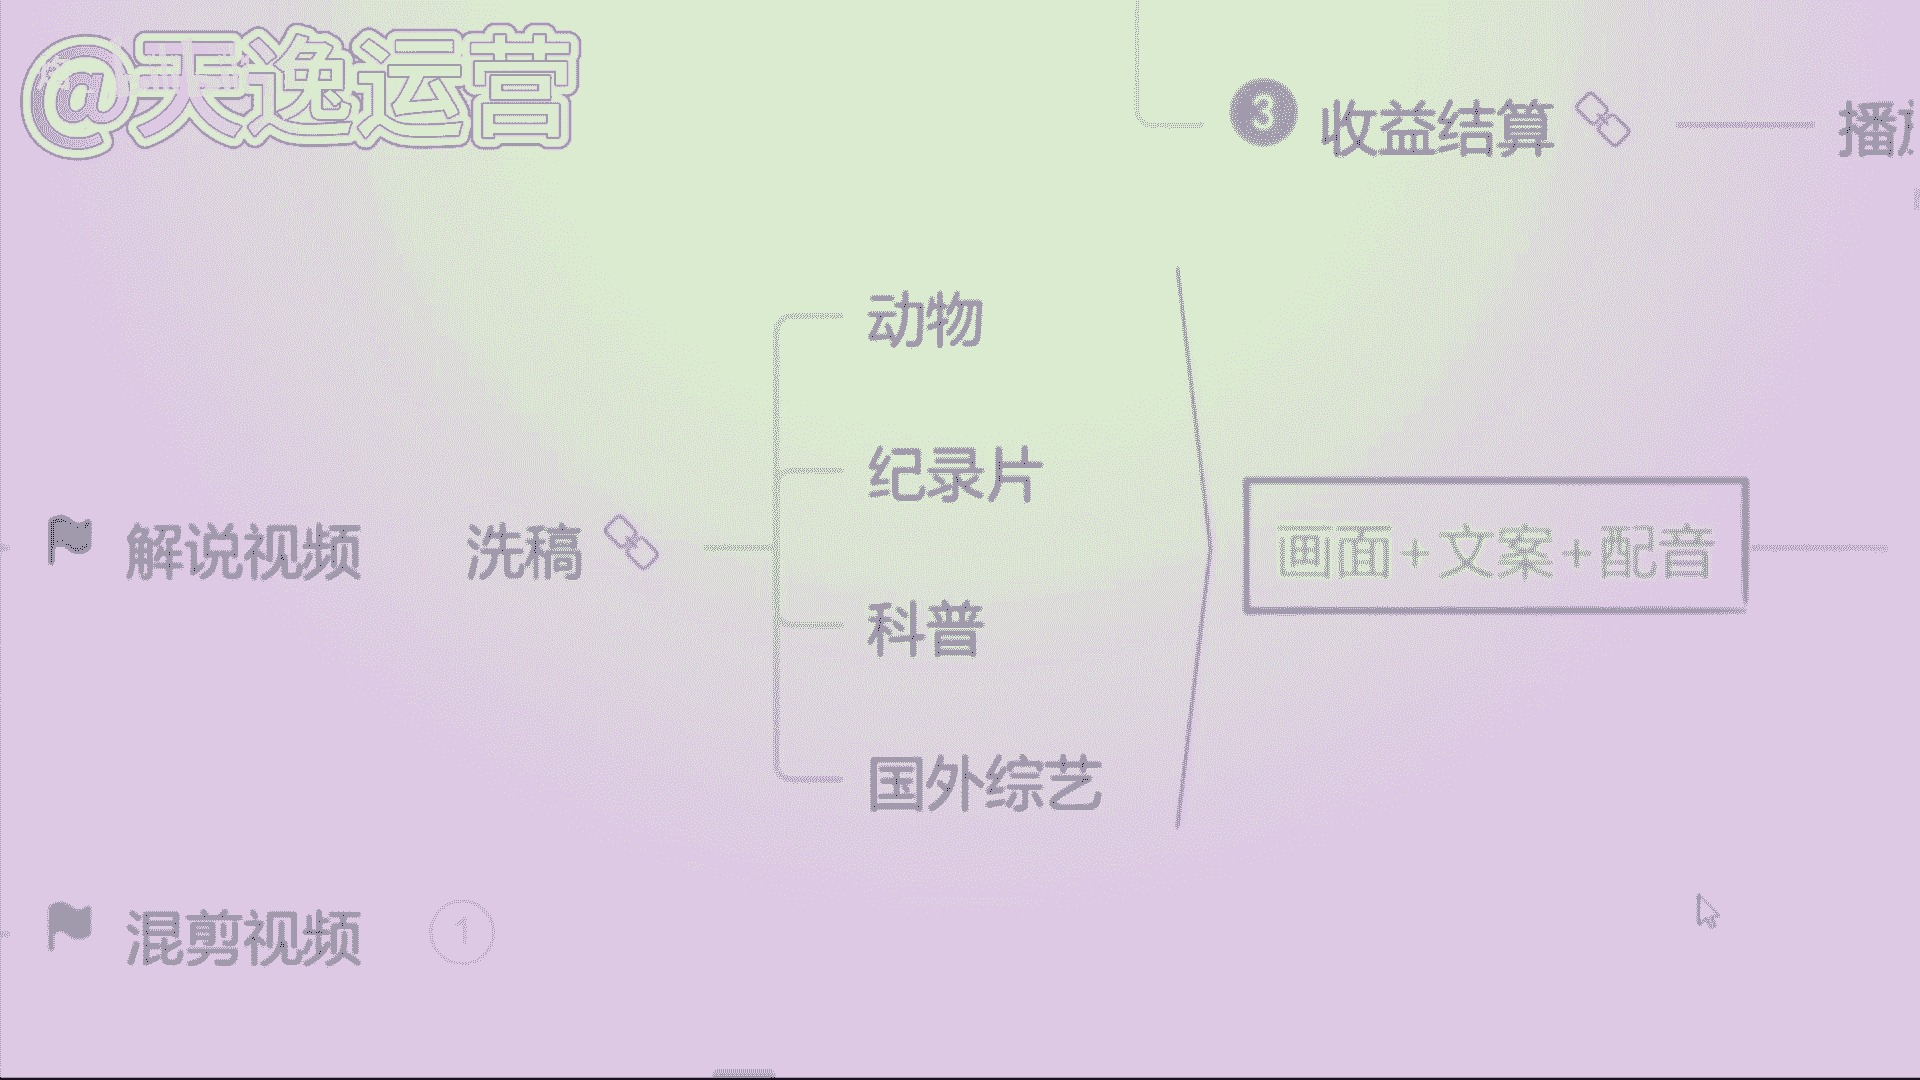 @天逸运营
3 收益结算
播
动物
纪录片
解说视频 洗稿
画面+文案+配音
科普
国外综艺
混剪视频 1